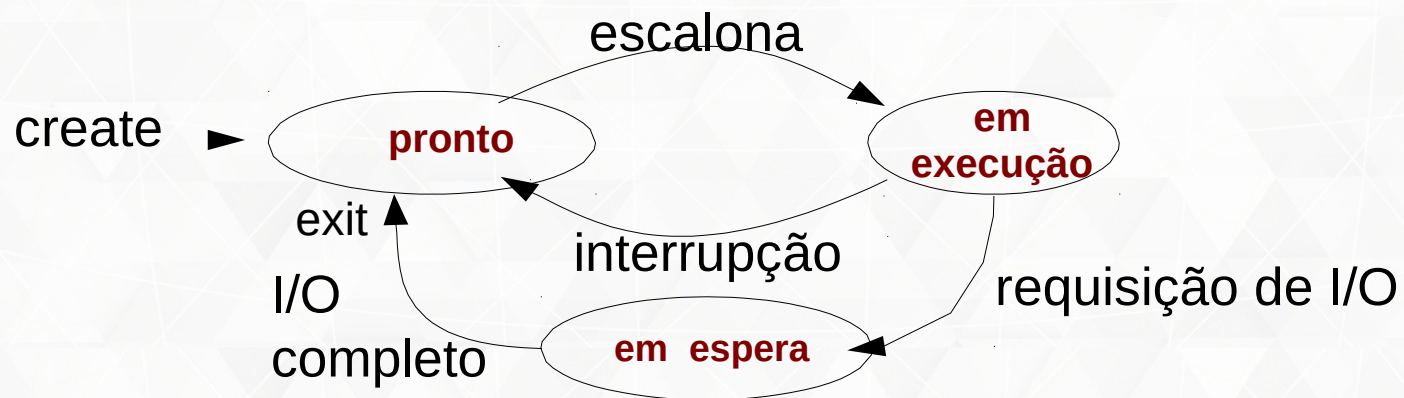 escalona
create
pronto
em
execução
exit
interrupção
I/O
completo
requisição de I/O
em espera